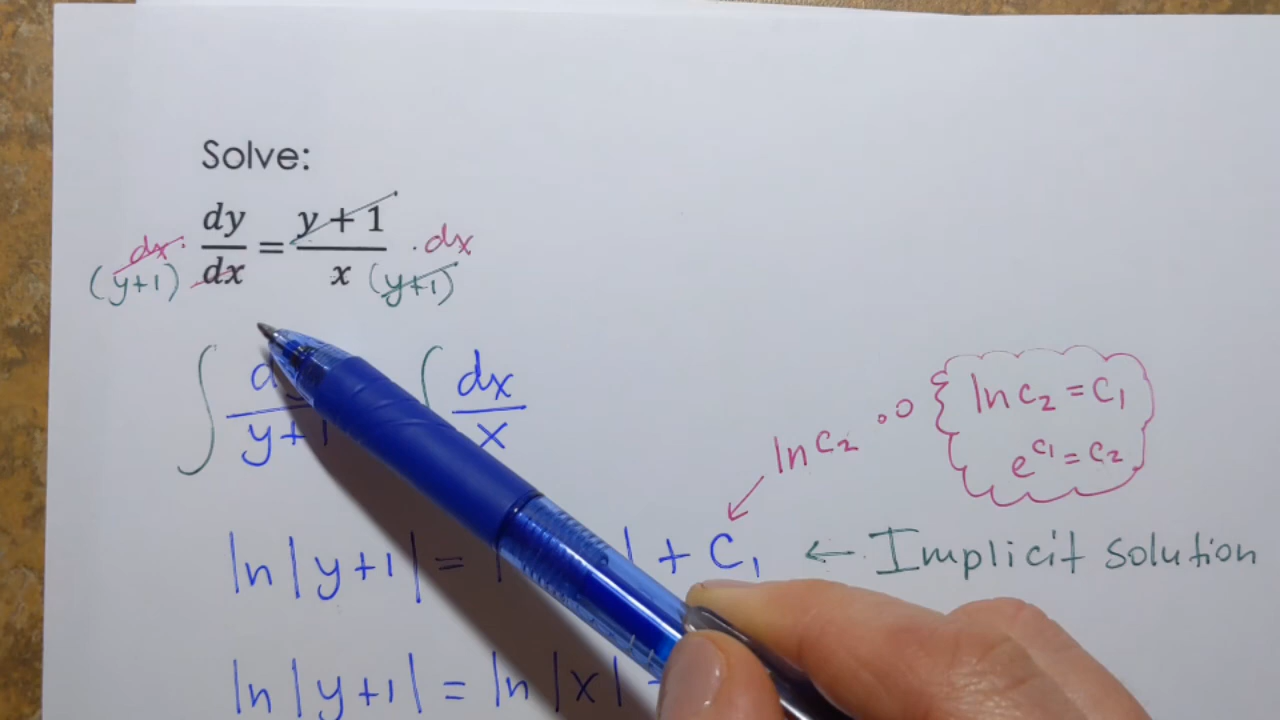 Solve:
dx · dy/dx = y + 1/x · dx
(y+1) (y+1)
∫ d /y+1 ∫ dx/x
ln c₂ = c₁
e^c₁ = c₂
ln c₂
ln |y+1| = | + C₁ ← Implicit solution
ln |y+1| = ln |x|